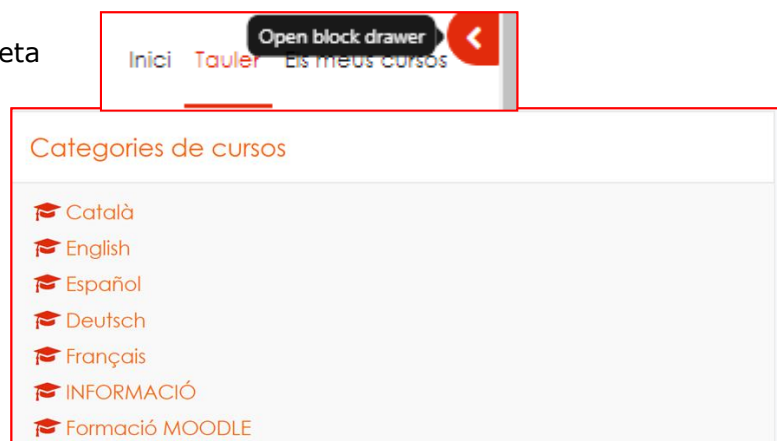 Open block drawer
eta
Inici Tauler Els meus cursos
Categories de cursos
Català
English
Español
Deutsch
Français
INFORMACIÓ
Formació MOODLE